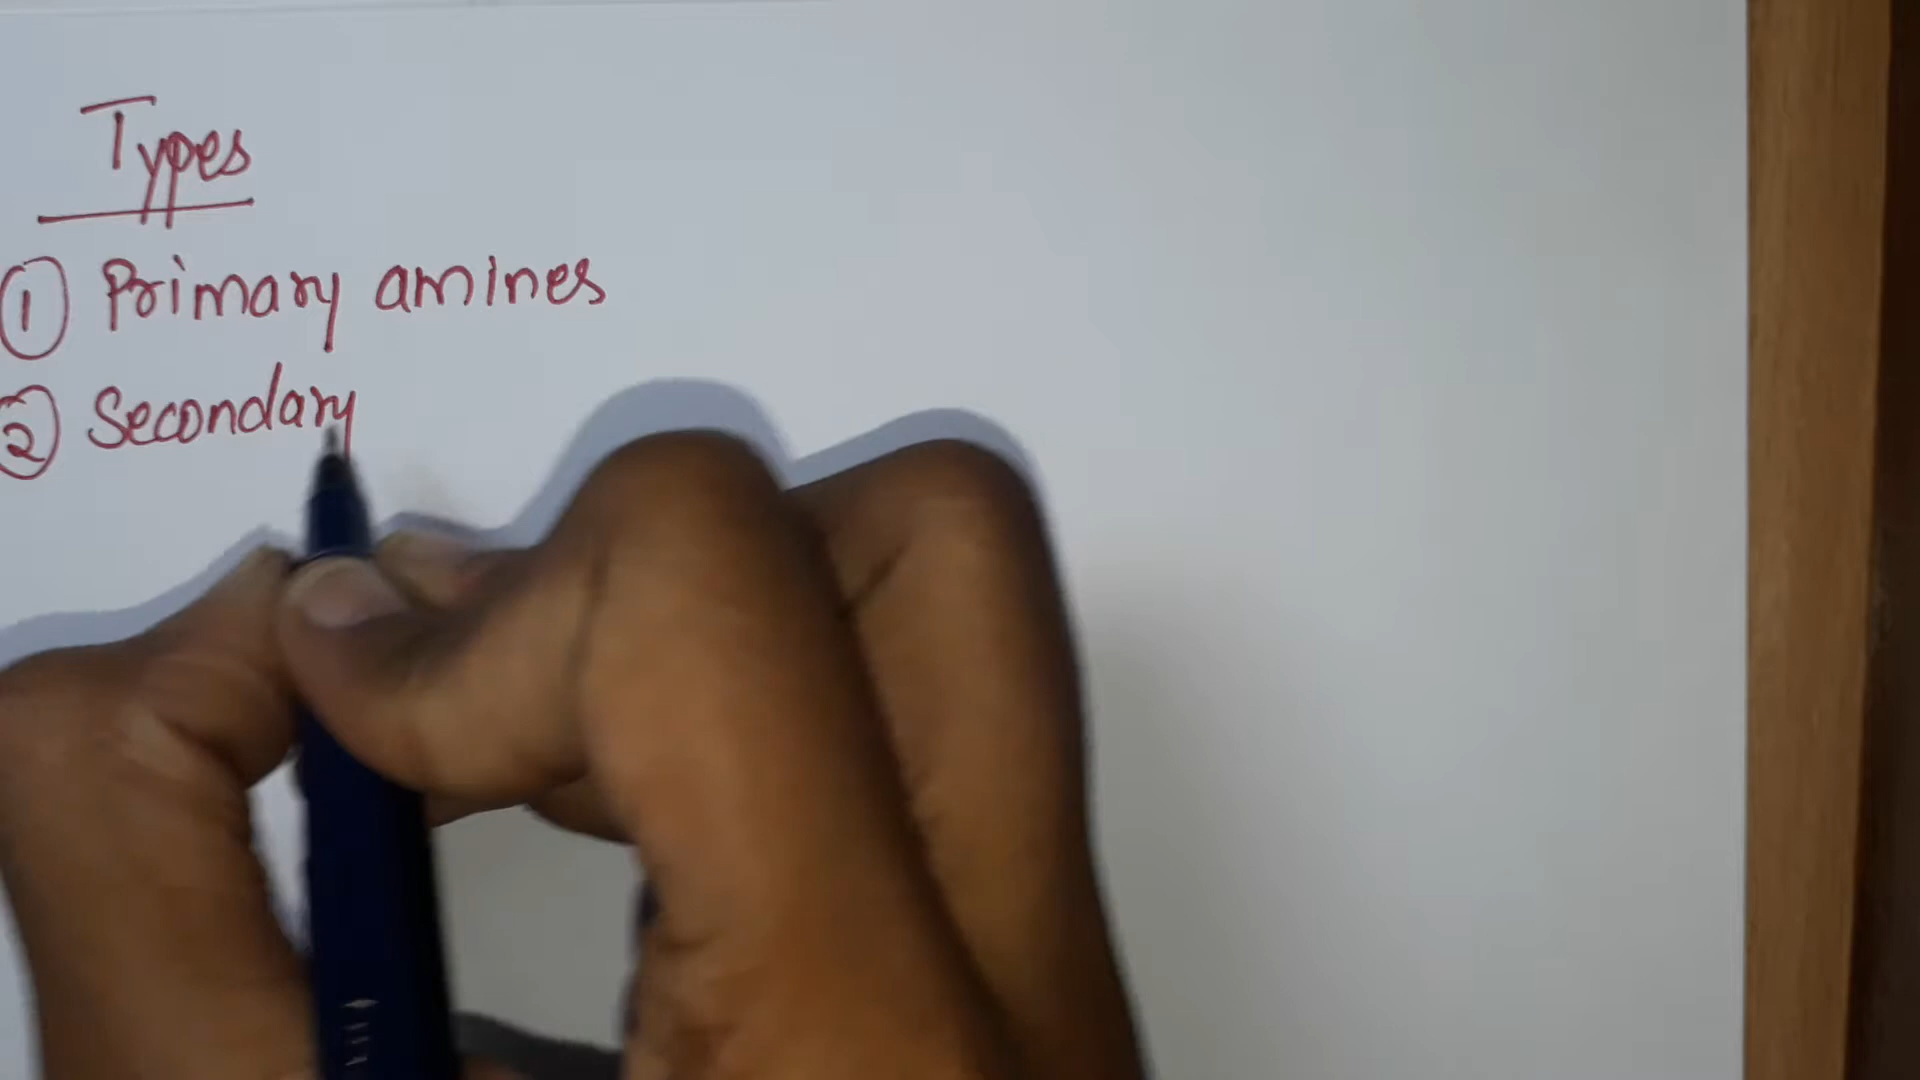 Types
① Primary amines
② Secondary